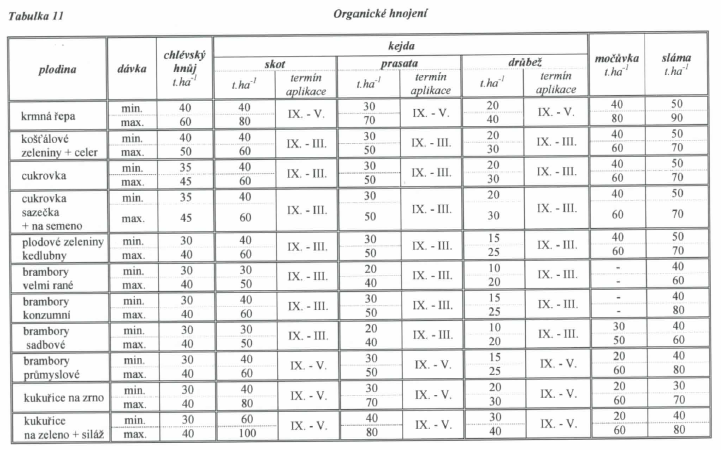 Tabulka 11 Organické hnojení
plodina dávka chlévský hnůj t.ha-1 kejda močůvka t.ha-1 sláma t.ha-1
skot prasata drůbež
t.ha-1 termín aplikace t.ha-1 termín aplikace t.ha-1 termín aplikace
krmná řepa min. 40 40 IX. - V. 30 IX. - V. 20 IX. - V. 40 50
max. 60 80 70 40 80 90
košťálové min. 40 40 IX. - III. 30 IX. - III. 20 IX. - III. 40 50
zeleniny + celer max. 50 60 50 30 60 70
cukrovka min. 35 40 IX. - III. 30 IX. - III. 20 IX. - III. 40 50
max. 45 60 50 30 60 70
cukrovka min. 35 40 IX. - III. 30 IX. - III. 20 IX. - III. 40 50
sazečka max. 45 60 50 30 60 70
+ na semeno
plodové zeleniny min. 30 40 IX. - III. 30 IX. - III. 15 IX. - III. 40 50
kedlubny max. 40 60 50 25 60 70
brambory min. 30 30 IX. - III. 20 IX. - III. 10 IX. - III. - 40
velmi rané max. 40 50 40 20 - 60
brambory min. 30 40 IX. - III. 30 IX. - III. 15 IX. - III. - 40
konzumní max. 40 60 50 25 - 80
brambory min. 30 30 IX. - III. 20 IX. - III. 10 IX. - III. 30 40
sadbové max. 40 50 40 20 50 60
brambory min. 30 40 IX. - V. 30 IX. - V. 15 IX. - V. 20 40
průmyslové max. 40 60 50 25 60 80
kukuřice na zrno min. 30 40 IX. - V. 30 IX. - V. 20 IX. - V. 20 30
max. 40 80 70 30 60 70
kukuřice min. 30 60 IX. - V. 40 IX. - V. 30 IX. - V. 20 40
na zeleno + siláž max. 40 100 80 40 60 80